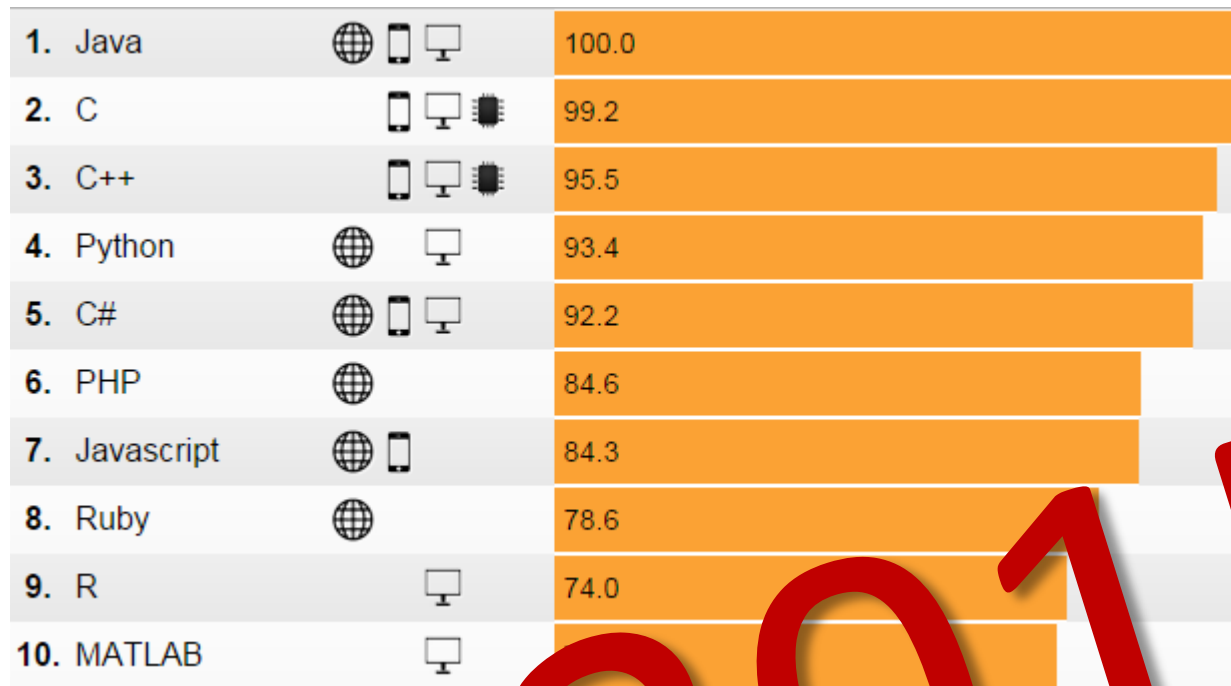 1. Java 100.0
2. C 99.2
3. C++ 95.5
4. Python 93.4
5. C# 92.2
6. PHP 84.6
7. Javascript 84.3
8. Ruby 78.6
9. R 74.0
10. MATLAB